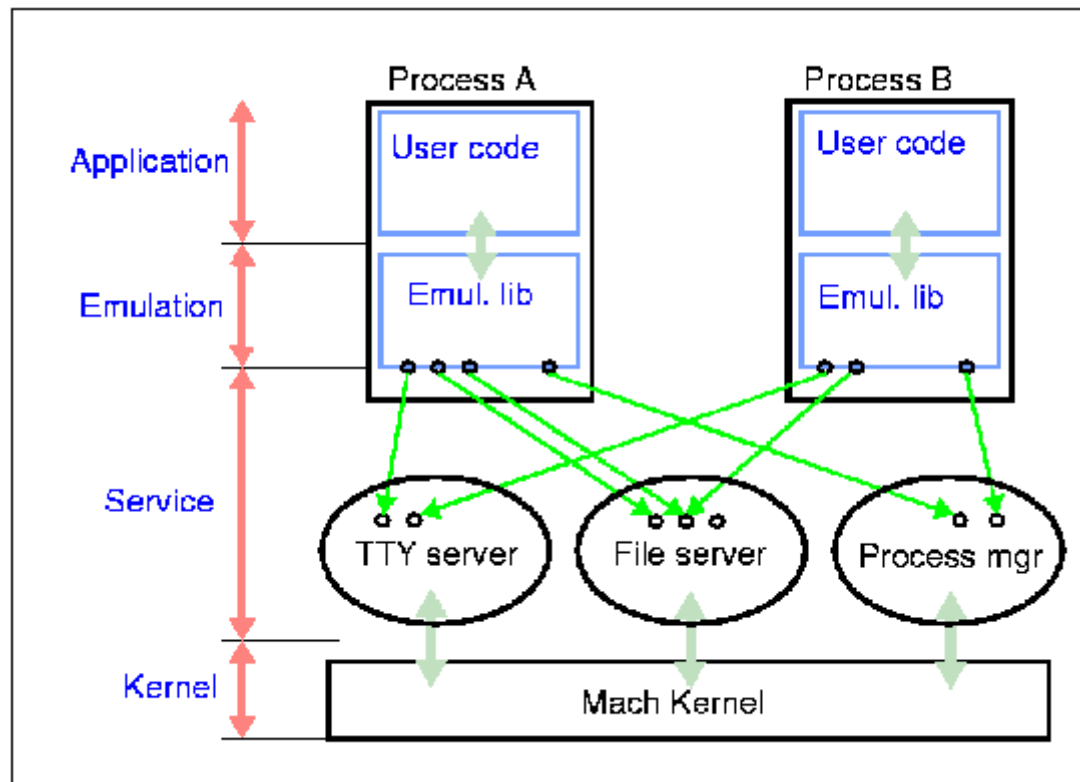 Process A
Process B
User code
User code
Application
Emul. lib
Emul. lib
Emulation
Service
TTY server
File server
Process mgr
Kernel
Mach Kernel